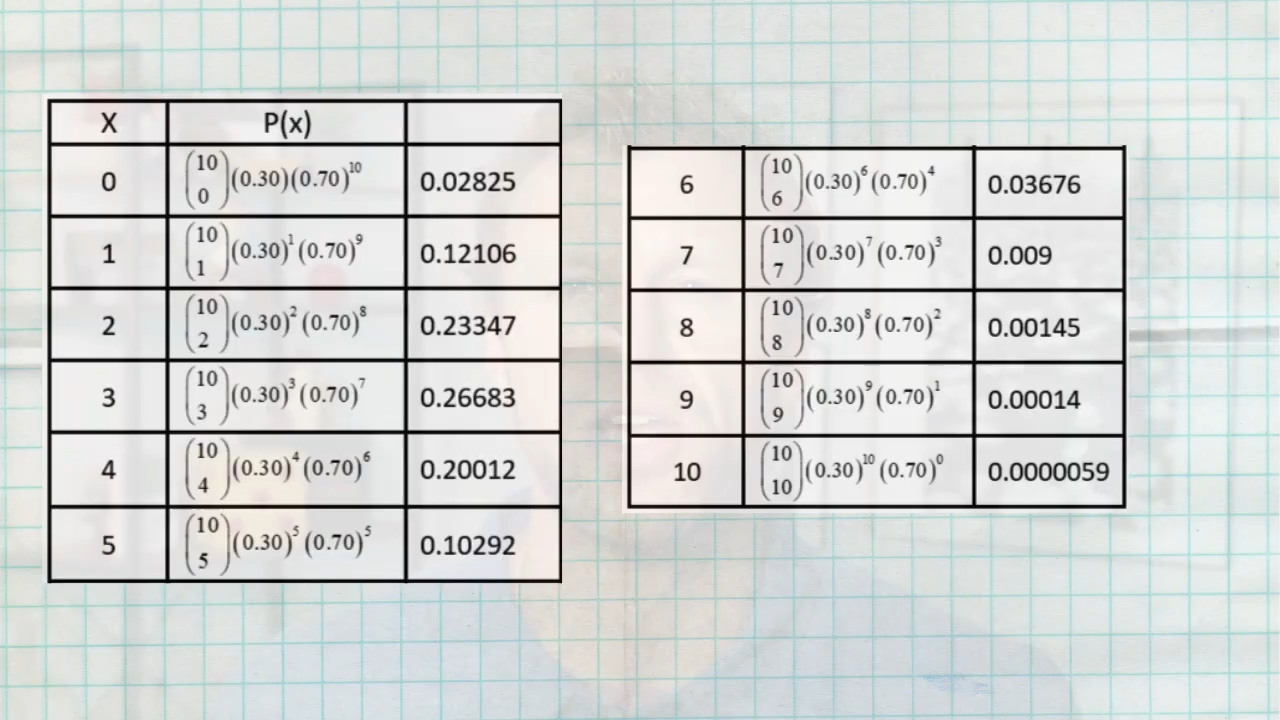 X P(x)
0 (10 0)(0.30)(0.70)^10 0.02825
1 (10 1)(0.30)^1(0.70)^9 0.12106
2 (10 2)(0.30)^2(0.70)^8 0.23347
3 (10 3)(0.30)^3(0.70)^7 0.26683
4 (10 4)(0.30)^4(0.70)^6 0.20012
5 (10 5)(0.30)^5(0.70)^5 0.10292
6 (10 6)(0.30)^6(0.70)^4 0.03676
7 (10 7)(0.30)^7(0.70)^3 0.009
8 (10 8)(0.30)^8(0.70)^2 0.00145
9 (10 9)(0.30)^9(0.70)^1 0.00014
10 (10 10)(0.30)^10(0.70)^0 0.0000059